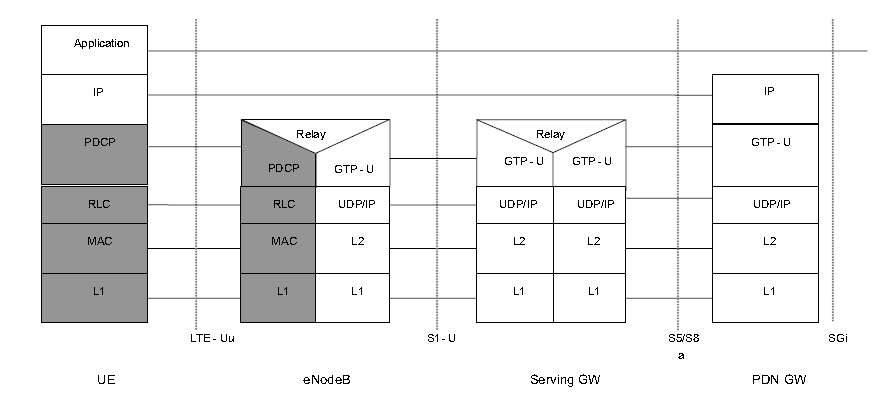 Application
IP
IP
PDCP
Relay
Relay
GTP - U
PDCP
GTP - U
GTP - U
GTP - U
RLC
RLC
UDP/IP
UDP/IP
UDP/IP
UDP/IP
MAC
MAC
L2
L2
L2
L2
L1
L1
L1
L1
L1
L1
LTE - Uu
S1 - U
S5/S8
a
SGi
UE
eNodeB
Serving GW
PDN GW